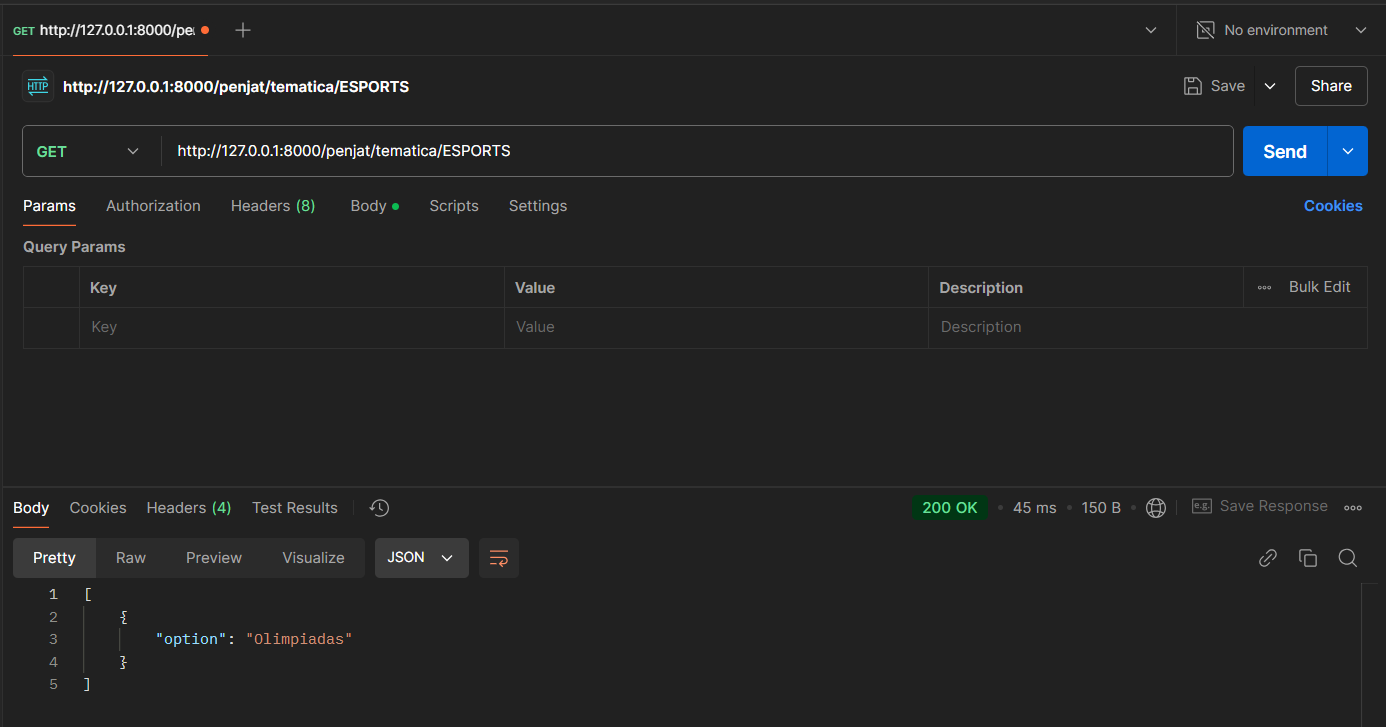 GET http://127.0.0.1:8000/pe
No environment
HTTP http://127.0.0.1:8000/penjat/tematica/ESPORTS
Save
Share
GET
http://127.0.0.1:8000/penjat/tematica/ESPORTS
Send
Params Authorization Headers (8) Body Scripts Settings
Cookies
Query Params
Key Value Description Bulk Edit
Key Value Description
Body Cookies Headers (4) Test Results
200 OK • 45 ms • 150 B •
e.g. Save Response
Pretty Raw Preview Visualize JSON
1 [
2 {
3 "option": "Olimpiadas"
4 }
5 ]